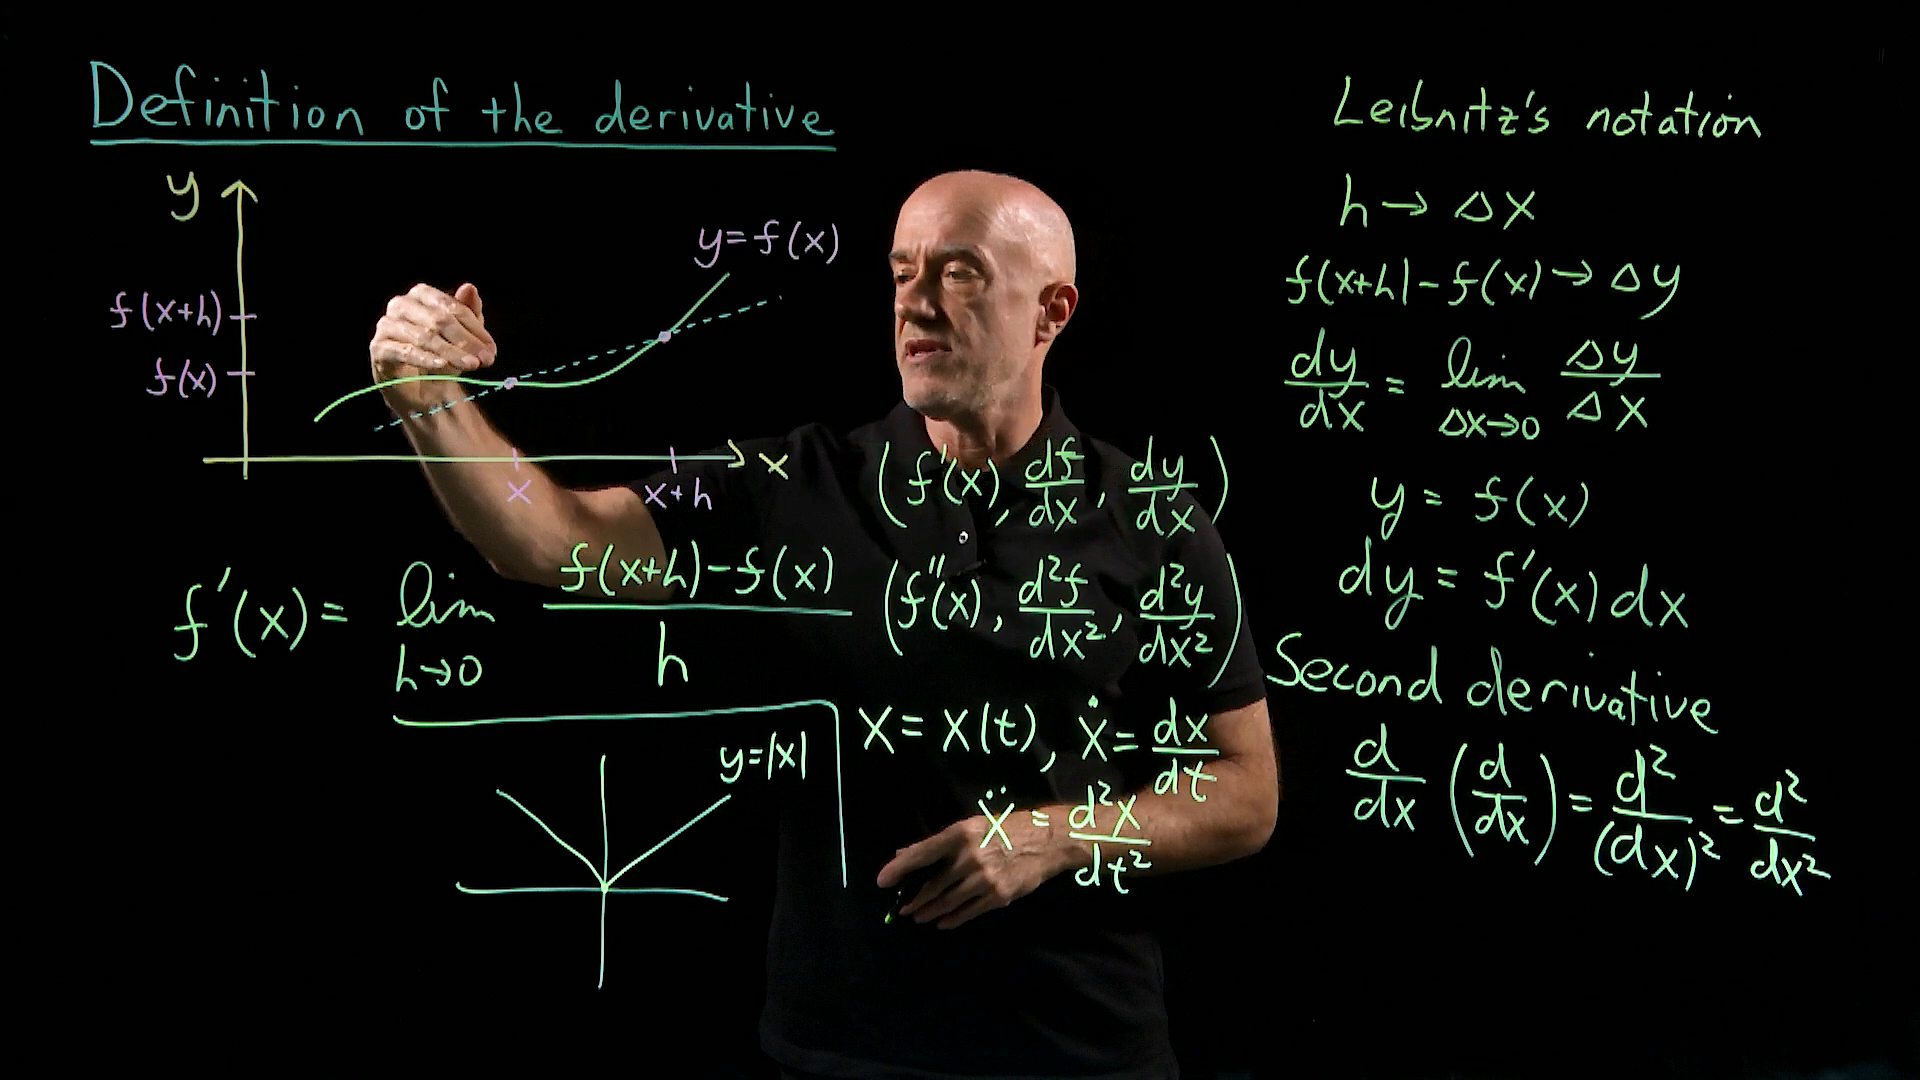 Definition of the derivative
y
y=f(x)
f(x+h)
f(x)
x
x
x+h
f'(x) = lim h→0 (f(x+h)-f(x))/h
y=|x|
(f'(x), df/dx, dy/dx)
(f''(x), d²f/dx², d²y/dx²)
x = x(t), ẋ = dx/dt
ẍ = d²x/dt²
Leibnitz's notation
h → Δx
f(x+h)-f(x) → Δy
dy/dx = lim Δx→0 Δy/Δx
y = f(x)
dy = f'(x)dx
Second derivative
d/dx (d/dx) = d²/(dx)² = d²/dx²